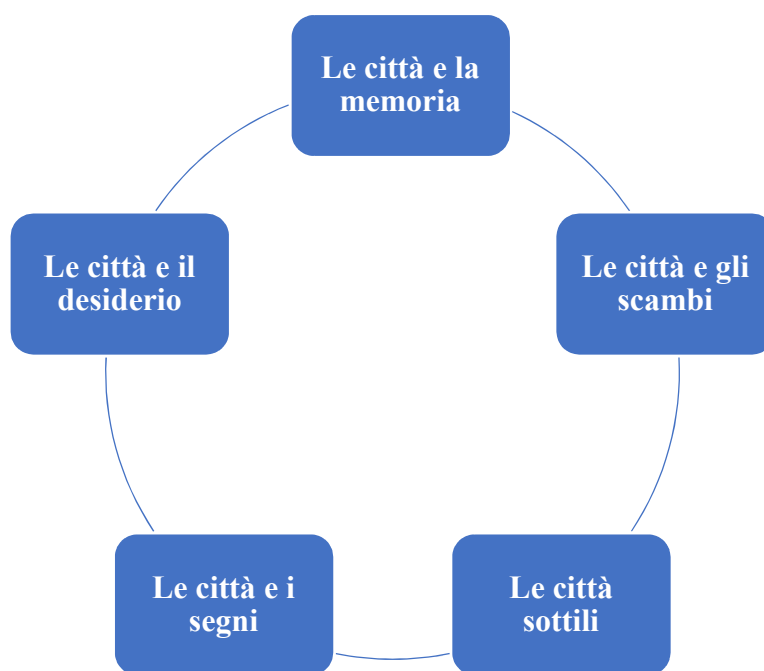 Le città e la
memoria
Le città e il
desiderio
Le città e gli
scambi
Le città e i
segni
Le città
sottili